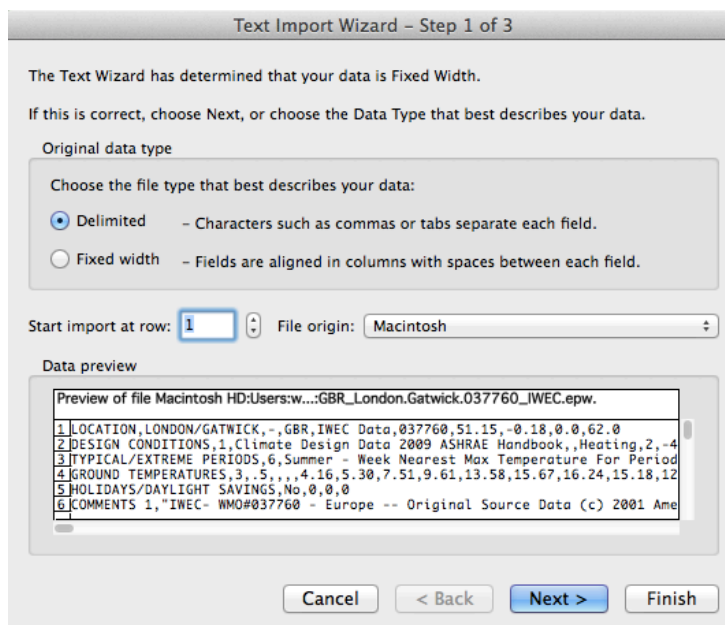 Text Import Wizard – Step 1 of 3
The Text Wizard has determined that your data is Fixed Width.
If this is correct, choose Next, or choose the Data Type that best describes your data.
Original data type
Choose the file type that best describes your data:
Delimited – Characters such as commas or tabs separate each field.
Fixed width – Fields are aligned in columns with spaces between each field.
Start import at row: 1 File origin: Macintosh
Data preview
Preview of file Macintosh HD:Users:w...:GBR_London.Gatwick.037760_IWEC.epw.
1 LOCATION,LONDON/GATWICK,-,GBR,IWEC Data,037760,51.15,-0.18,0.0,62.0
2 DESIGN CONDITIONS,1,Climate Design Data 2009 ASHRAE Handbook,,Heating,2,-4
3 TYPICAL/EXTREME PERIODS,6,Summer - Week Nearest Max Temperature For Period
4 GROUND TEMPERATURES,3,.5,,,,4.16,5.30,7.51,9.61,13.58,15.67,16.24,15.18,12
5 HOLIDAYS/DAYLIGHT SAVINGS,No,0,0,0
6 COMMENTS 1,"IWEC- WMO#037760 - Europe -- Original Source Data (c) 2001 Ame
Cancel < Back Next > Finish